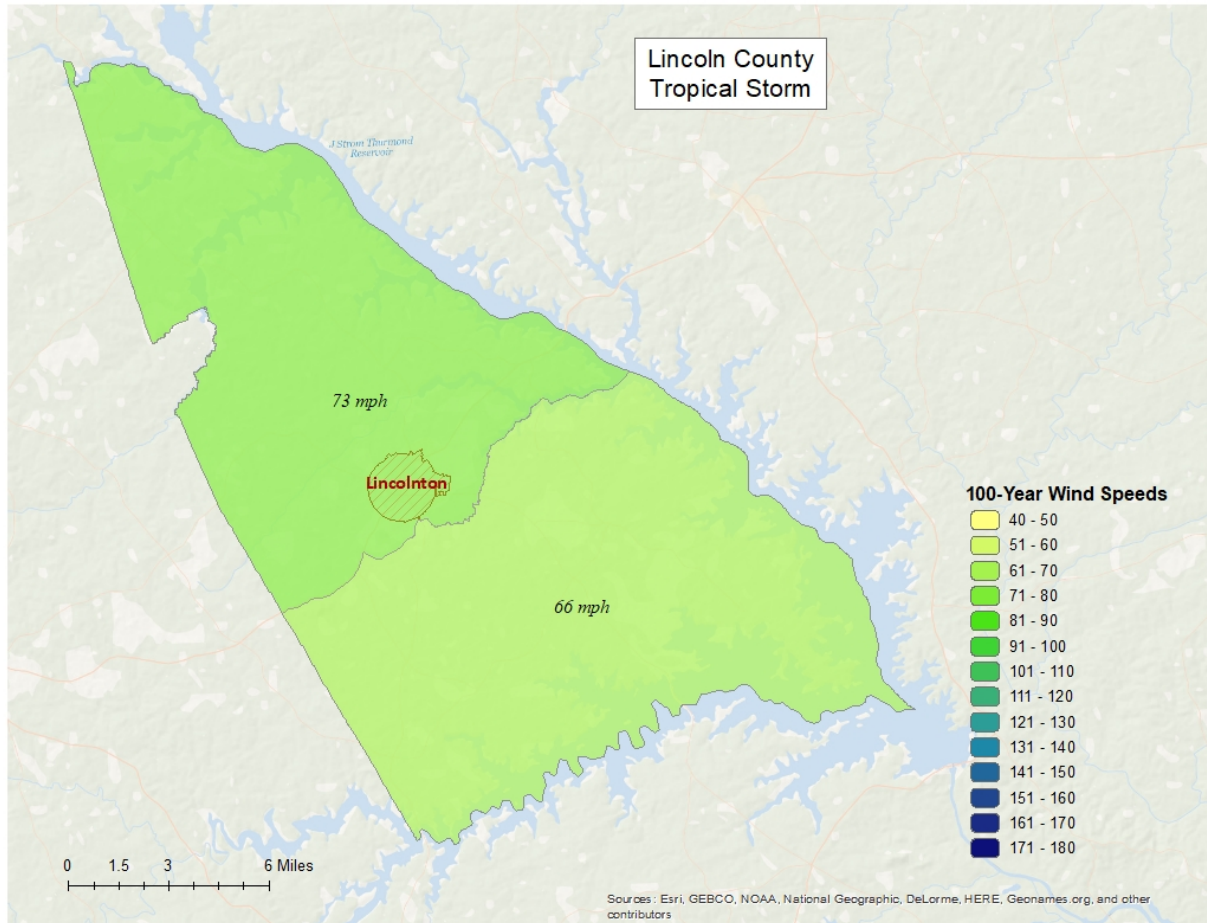 Lincoln County
Tropical Storm
J Strom Thurmond
Reservoir
73 mph
Lincolnton
66 mph
100-Year Wind Speeds
40 - 50
51 - 60
61 - 70
71 - 80
81 - 90
91 - 100
101 - 110
111 - 120
121 - 130
131 - 140
141 - 150
151 - 160
161 - 170
171 - 180
0 1.5 3 6 Miles
Sources: Esri, GEBCO, NOAA, National Geographic, DeLorme, HERE, Geonames.org, and other
contributors